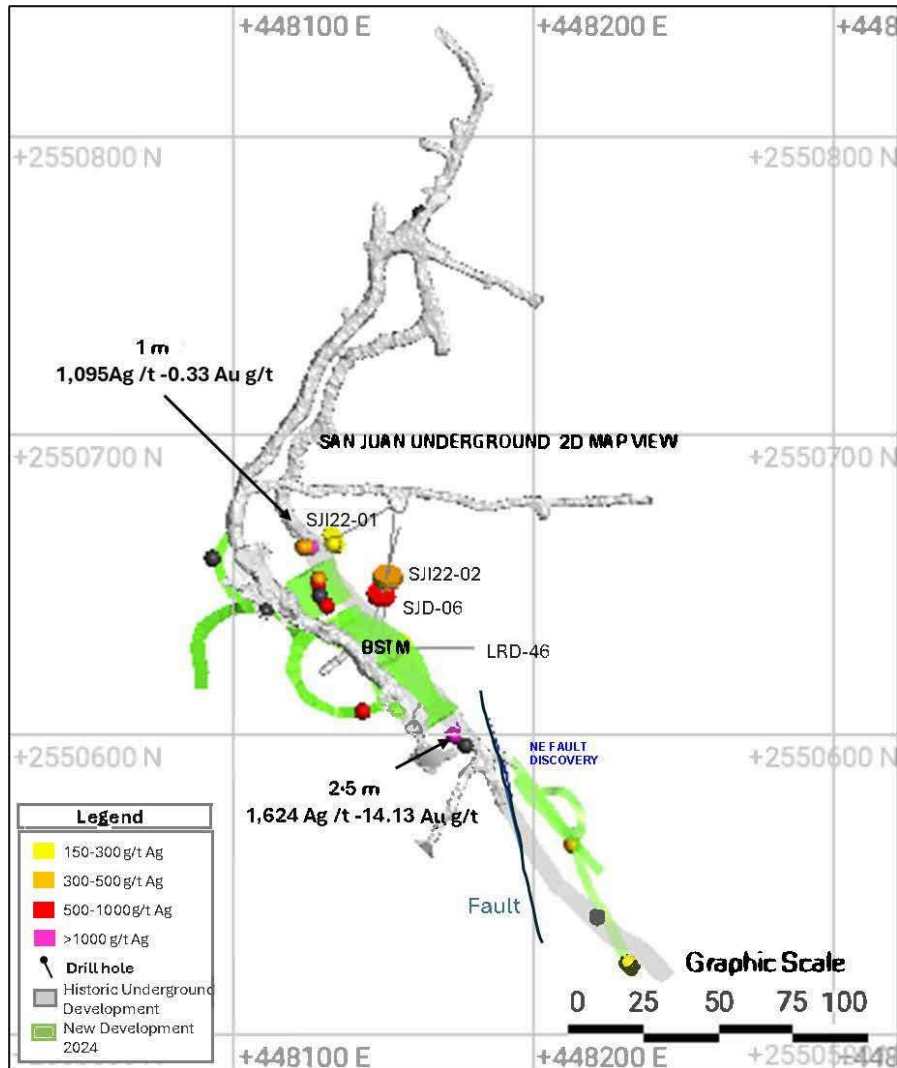 +448100 E
+448200 E
+448
+2550800 N
+2550800 N
1 m
1,095Ag /t -0.33 Au g/t
SAN JUAN UNDERGROUND 2D MAP VIEW
+2550700 N
+2550700 N
SJI22-01
SJI22-02
SJD-06
BSTM
LRD-46
NE FAULT
DISCOVERY
+2550600 N
+2550600 N
2·5 m
1,624 Ag /t -14.13 Au g/t
Fault
Legend
150-300 g/t Ag
300-500 g/t Ag
500-1000 g/t Ag
>1000 g/t Ag
Drill hole
Historic Underground
Development
New Development
2024
Graphic Scale
0 25 50 75 100
+448100 E
+448200 E